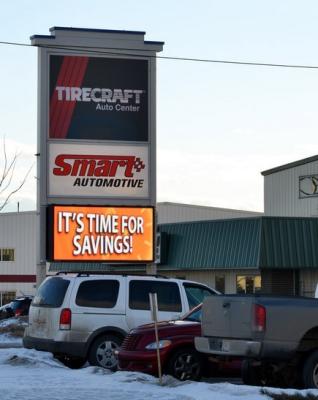 TIRECRAFT
Auto Center
Smart
AUTOMOTIVE
IT'S TIME FOR
SAVINGS!